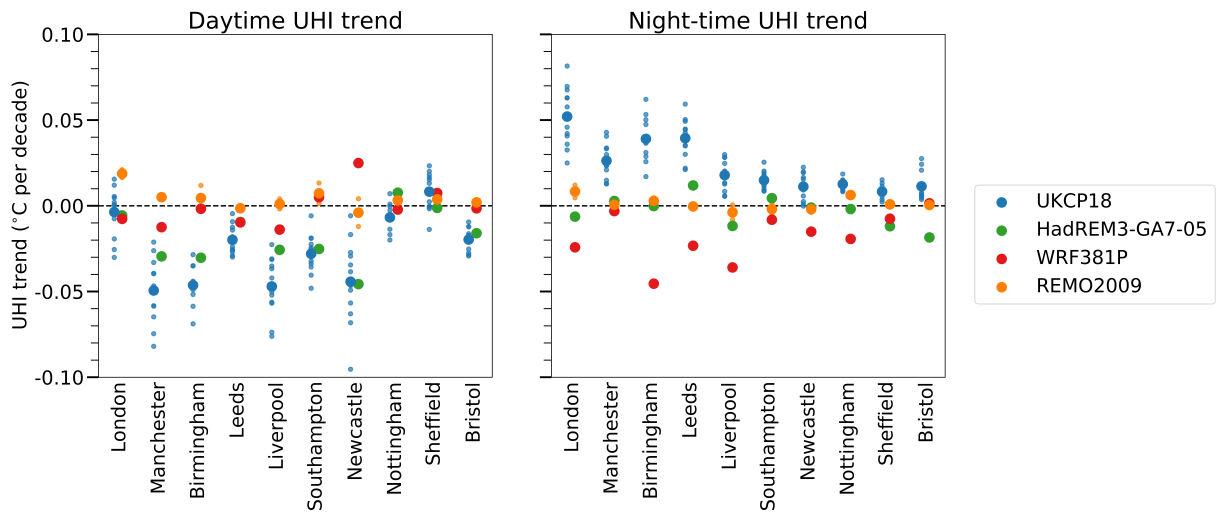 Daytime UHI trend
Night-time UHI trend
UHI trend (°C per decade)
0.10
0.05
0.00
-0.05
-0.10
London
Manchester
Birmingham
Leeds
Liverpool
Southampton
Newcastle
Nottingham
Sheffield
Bristol
London
Manchester
Birmingham
Leeds
Liverpool
Southampton
Newcastle
Nottingham
Sheffield
Bristol
UKCP18
HadREM3-GA7-05
WRF381P
REMO2009